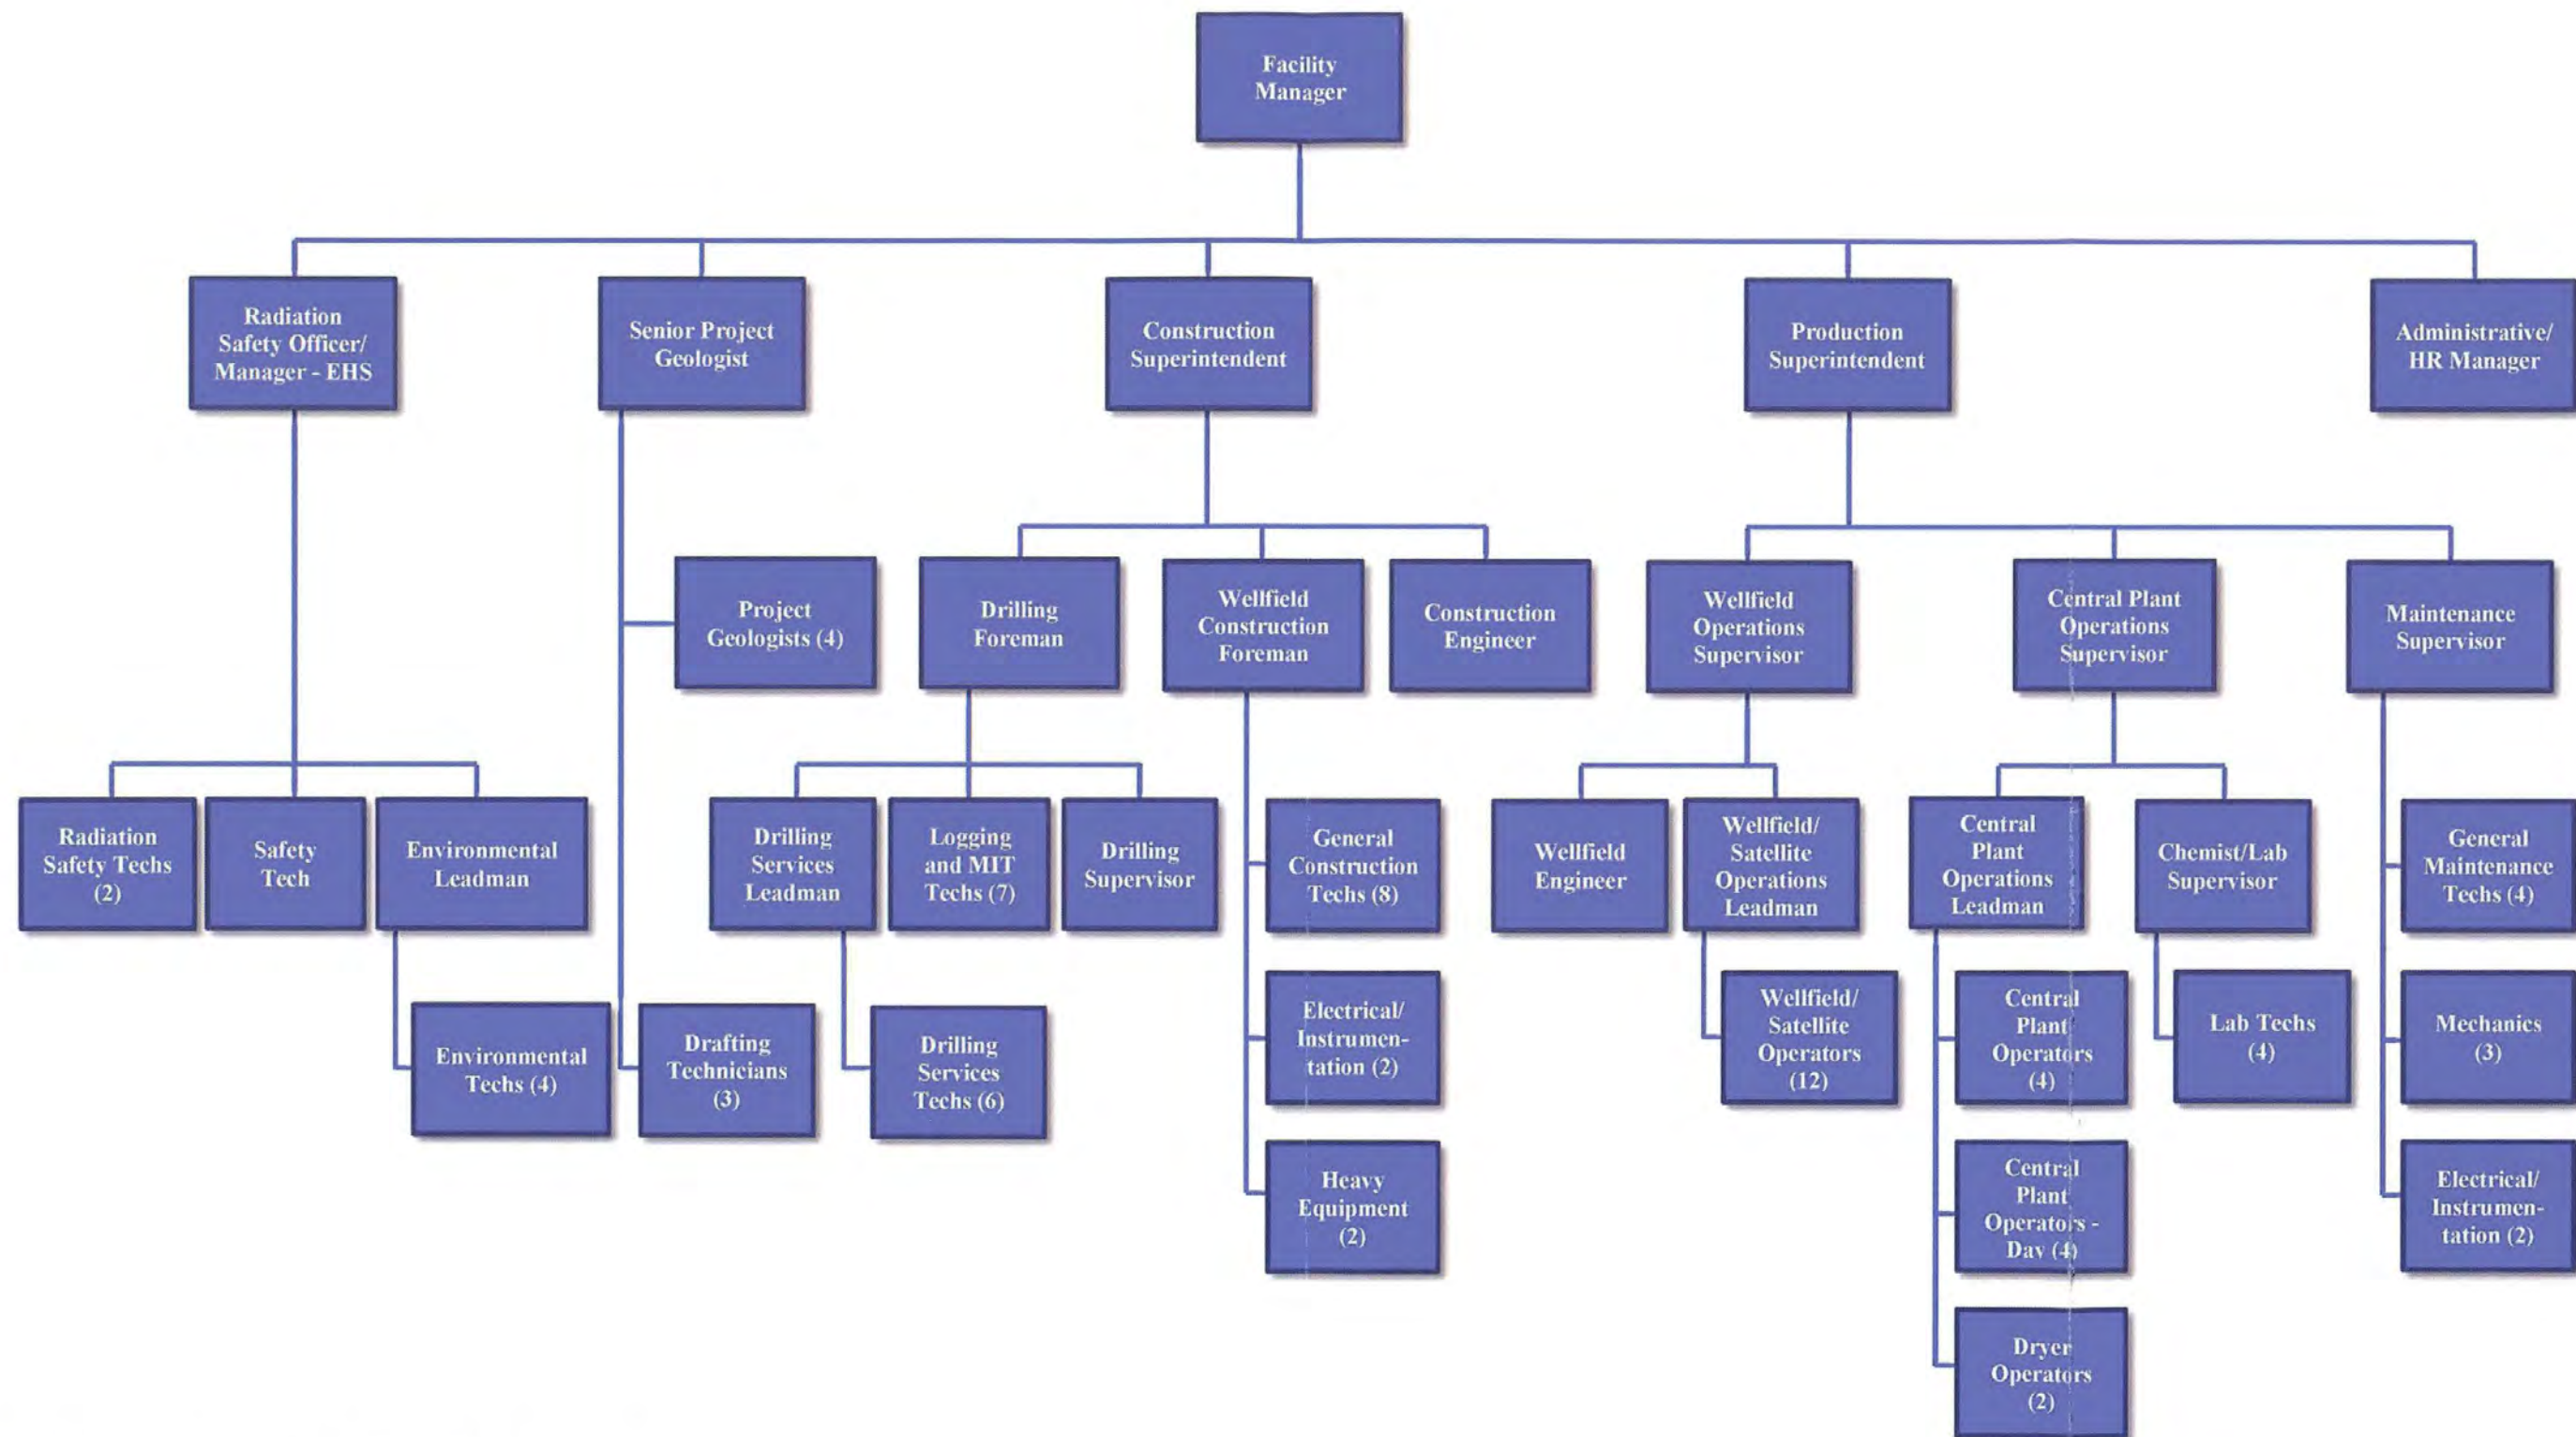 Facility
Manager
Radiation
Safety Officer/
Manager - EHS
Senior Project
Geologist
Construction
Superintendent
Production
Superintendent
Administrative/
HR Manager
Project
Geologists (4)
Drilling
Foreman
Wellfield
Construction
Foreman
Construction
Engineer
Wellfield
Operations
Supervisor
Central Plant
Operations
Supervisor
Maintenance
Supervisor
Radiation
Safety Techs
(2)
Safety
Tech
Environmental
Leadman
Drilling
Services
Leadman
Logging
and MIT
Techs (7)
Drilling
Supervisor
General
Construction
Techs (8)
Wellfield
Engineer
Wellfield/
Satellite
Operations
Leadman
Central
Plant
Operations
Leadman
Chemist/Lab
Supervisor
General
Maintenance
Techs (4)
Environmental
Techs (4)
Drafting
Technicians
(3)
Drilling
Services
Techs (6)
Electrical/
Instrumen-
tation (2)
Wellfield/
Satellite
Operators
(12)
Central
Plant
Operators
(4)
Lab Techs
(4)
Mechanics
(3)
Heavy
Equipment
(2)
Central
Plant
Operators -
Day (4)
Electrical/
Instrumen-
tation (2)
Dryer
Operators
(2)